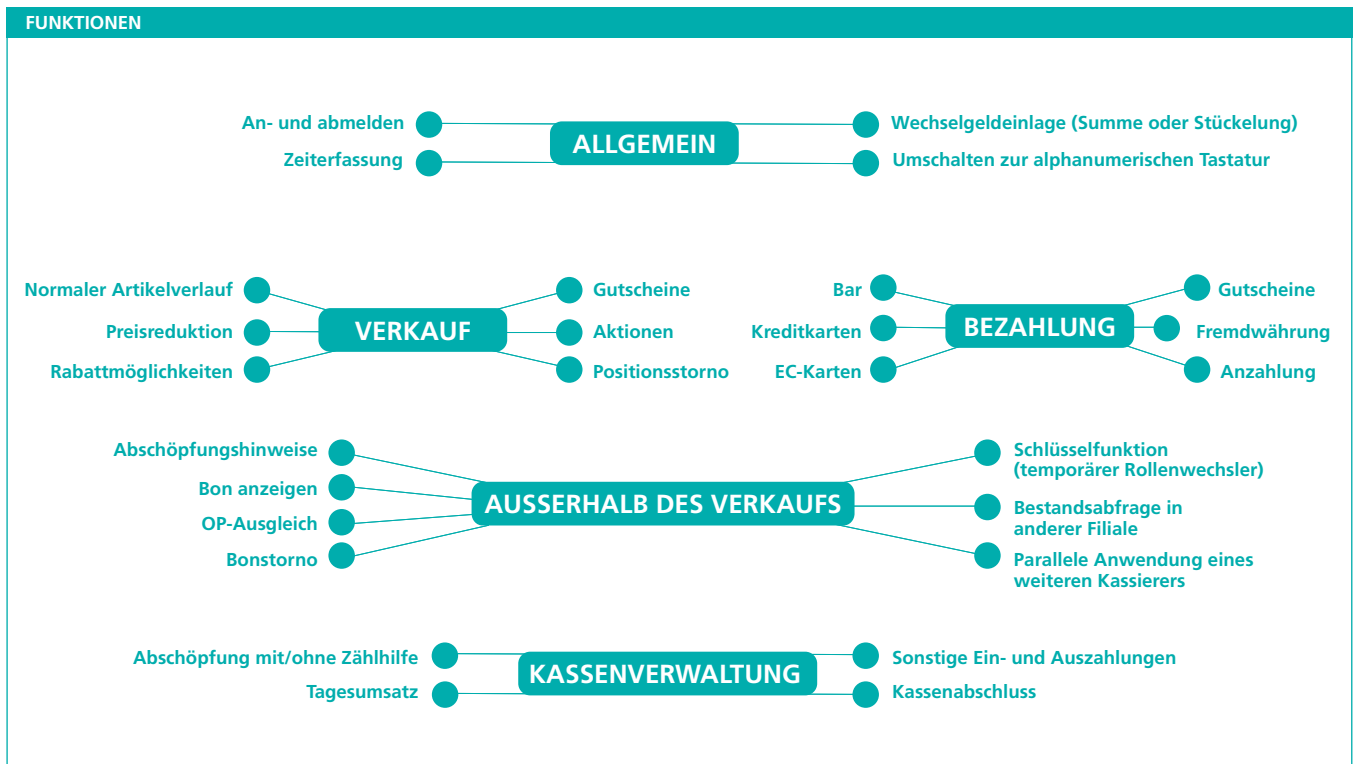 FUNKTIONEN
An- und abmelden
Zeiterfassung
ALLGEMEIN
Wechselgeldeinlage (Summe oder Stückelung)
Umschalten zur alphanumerischen Tastatur
Normaler Artikelverlauf
Preisreduktion
Rabattmöglichkeiten
VERKAUF
Gutscheine
Aktionen
Positionsstorno
Bar
Kreditkarten
EC-Karten
BEZAHLUNG
Gutscheine
Fremdwährung
Anzahlung
Abschöpfungshinweise
Bon anzeigen
OP-Ausgleich
Bonstorno
AUSSERHALB DES VERKAUFS
Schlüsselfunktion
(temporärer Rollenwechsler)
Bestandsabfrage in
anderer Filiale
Parallele Anwendung eines
weiteren Kassierers
Abschöpfung mit/ohne Zählhilfe
Tagesumsatz
KASSENVERWALTUNG
Sonstige Ein- und Auszahlungen
Kassenabschluss